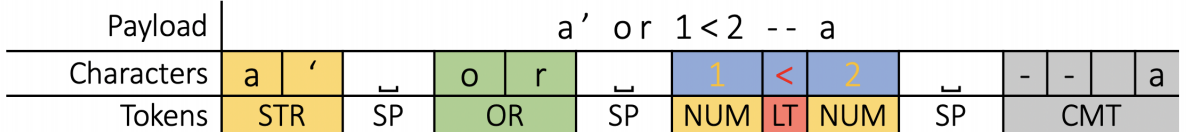 Payload a’ or 1<2 -- a
Characters a ‘ ␣ o r ␣ 1 < 2 ␣ - - a
Tokens STR SP OR SP NUM LT NUM SP CMT